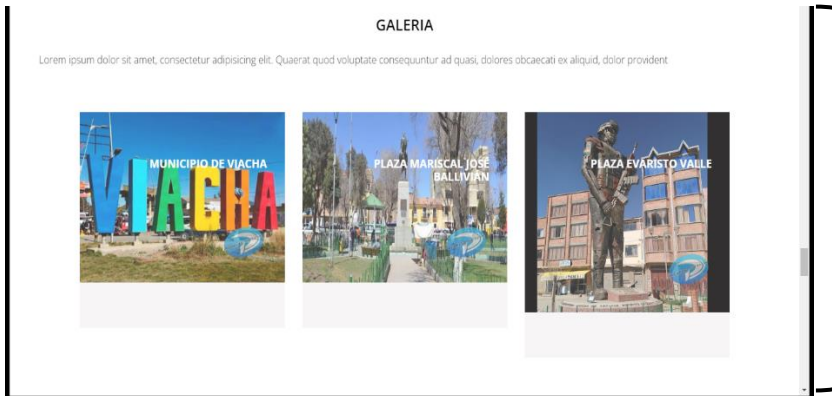 GALERIA
Lorem ipsum dolor sit amet, consectetur adipisicing elit. Quaerat quod voluptate consequuntur ad quasi, dolores obcaecati ex aliquid, dolor provident
MUNICIPIO DE VIACHA
VIACHA
PLAZA MARISCAL JOSÉ
BALLIVIÁN
PLAZA EVARISTO VALLE